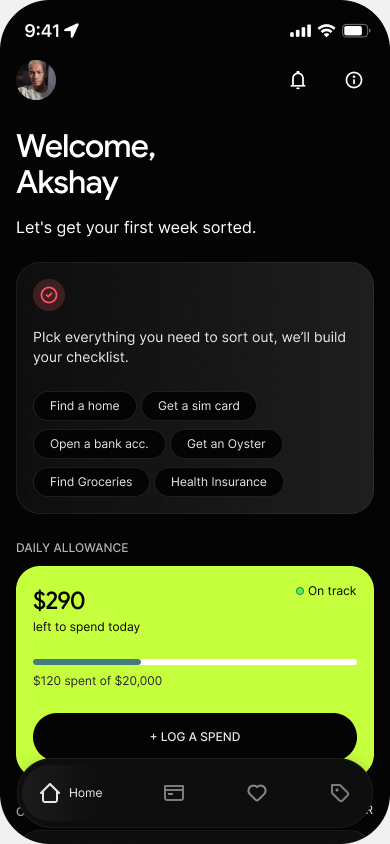 9:41
Welcome,
Akshay
Let's get your first week sorted.
PIck everything you need to sort out, we'll build
your checklist.
Find a home
Get a sim card
Open a bank acc.
Get an Oyster
Find Groceries
Health Insurance
DAILY ALLOWANCE
$290
On track
left to spend today
$120 spent of $20,000
+ LOG A SPEND
Home